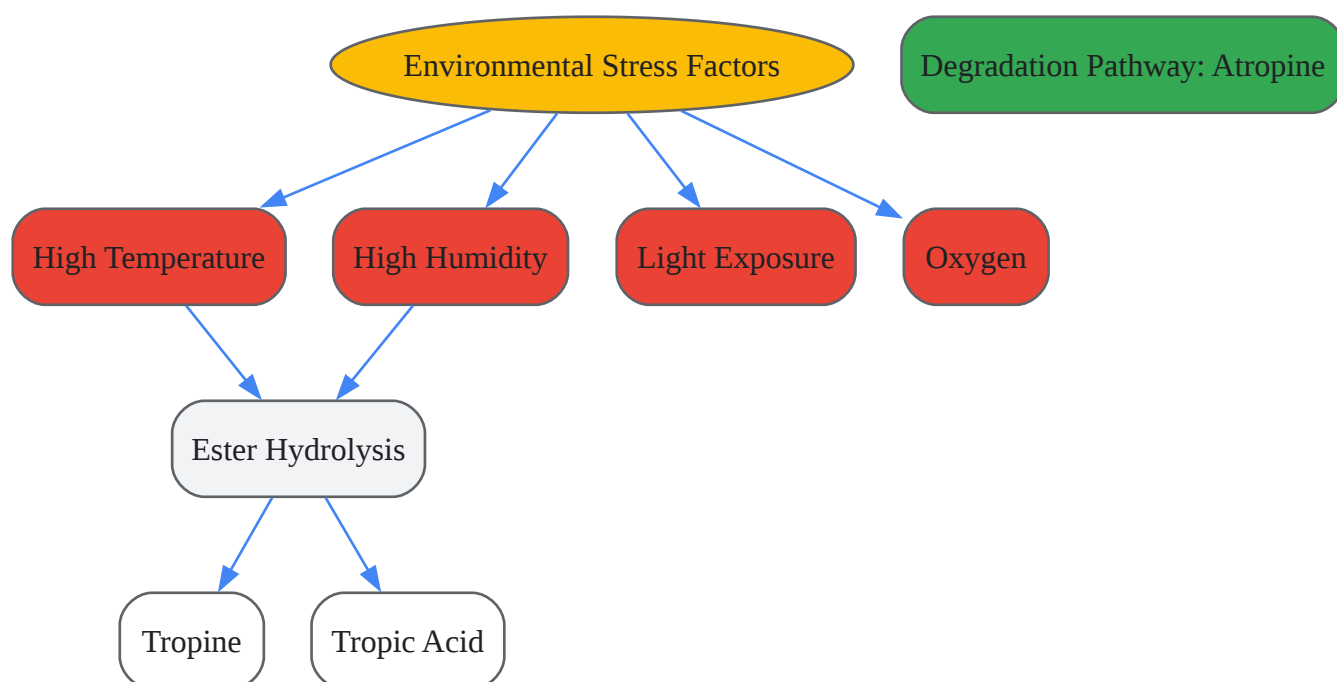 Environmental Stress Factors
Degradation Pathway: Atropine
High Temperature
High Humidity
Light Exposure
Oxygen
Ester Hydrolysis
Tropine
Tropic Acid